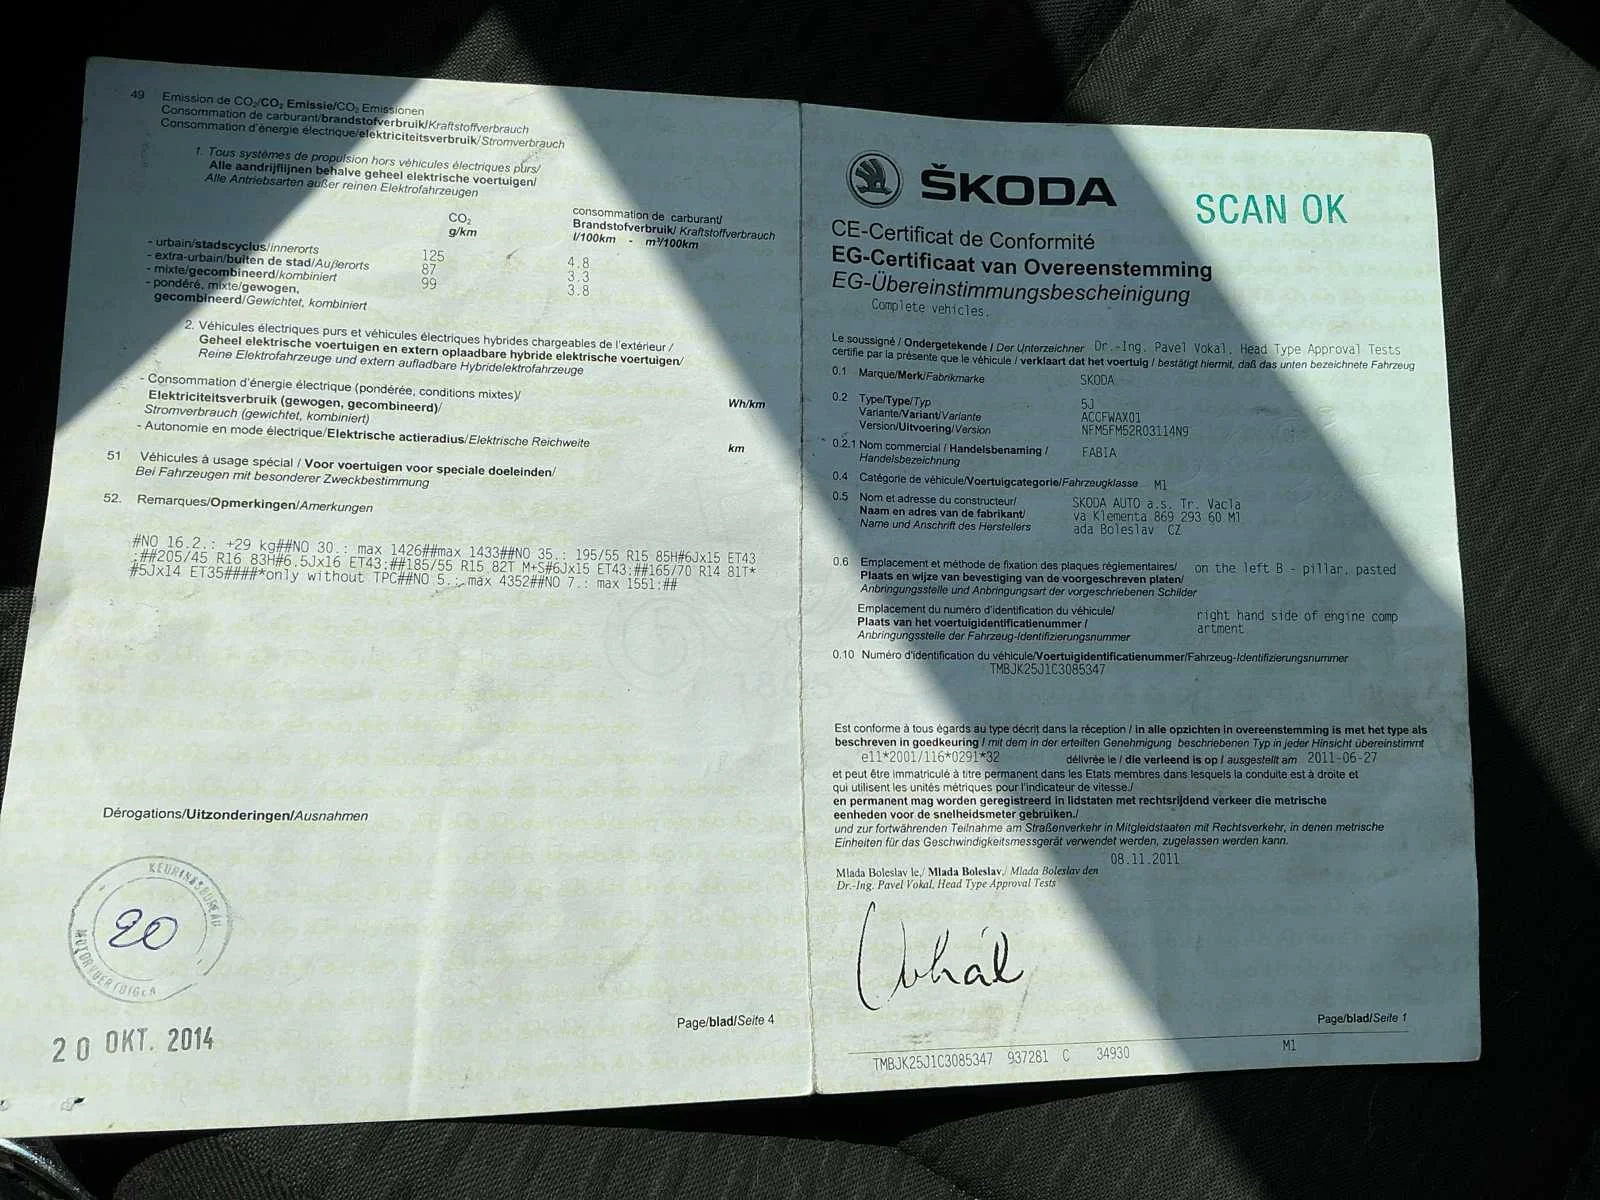 49 Emission de CO₂/CO₂ Emissie/CO₂ Emissionen
Consommation de carburant/brandstofverbruik/Kraftstoffverbrauch
Consommation d'énergie électrique/elektriciteitsverbruik/Stromverbrauch
1. Tous systèmes de propulsion hors véhicules électriques purs/
Alle aandrijflijnen behalve geheel elektrische voertuigen/
Alle Antriebsarten außer reinen Elektrofahrzeugen
CO₂
g/km
consommation de carburant/
Brandstofverbruik/ Kraftstoffverbrauch
l/100km - m³/100km
- urbain/stadscyclus/innerorts 125 4.8
- extra-urbain/buiten de stad/Außerorts 87 3.3
- mixte/gecombineerd/kombiniert 99 3.8
- pondéré, mixte/gewogen,
gecombineerd/Gewichtet, kombiniert
2. Véhicules électriques purs et véhicules électriques hybrides chargeables de l'extérieur /
Geheel elektrische voertuigen en extern oplaadbare hybride elektrische voertuigen/
Reine Elektrofahrzeuge und extern aufladbare Hybridelektrofahrzeuge
- Consommation d'énergie électrique (pondérée, conditions mixtes)/
Elektriciteitsverbruik (gewogen, gecombineerd)/ Wh/km
Stromverbrauch (gewichtet, kombiniert)
- Autonomie en mode électrique/Elektrische actieradius/Elektrische Reichweite km
51 Véhicules à usage spécial / Voor voertuigen voor speciale doeleinden/
Bei Fahrzeugen mit besonderer Zweckbestimmung
52. Remarques/Opmerkingen/Anmerkungen
#NO 16.2.: +29 kg##NO 30.: max 1426##max 1433##NO 35.: 195/55 R15 85H#6Jx15 ET43
;##205/45 R16 83H#6.5Jx16 ET43;##185/55 R15 82T M+S#6Jx15 ET43;##165/70 R14 81T*
#5Jx14 ET35####*only without TPC##NO 5.: max 4352##NO 7.: max 1551;##
Dérogations/Uitzonderingen/Ausnahmen
KEURINGSBUREAU
MOTORVOERTUIGEN
20
20 OKT. 2014
Page/blad/Seite 4
ŠKODA
SCAN OK
CE-Certificat de Conformité
EG-Certificaat van Overeenstemming
EG-Übereinstimmungsbescheinigung
Complete vehicles.
Le soussigné / Ondergetekende / Der Unterzeichner Dr.-Ing. Pavel Vokal, Head Type Approval Tests
certifie par la présente que le véhicule / verklaart dat het voertuig / bestätigt hiermit, daß das unten bezeichnete Fahrzeug
0.1 Marque/Merk/Fabrikmarke SKODA
0.2 Type/Type/Typ 5J
Variante/Variant/Variante ACCFWAX01
Version/Uitvoering/Version NFM5FM52R03114N9
0.2.1 Nom commercial / Handelsbenaming / FABIA
Handelsbezeichnung
0.4 Catégorie de véhicule/Voertuigcategorie/Fahrzeugklasse M1
0.5 Nom et adresse du constructeur/ SKODA AUTO a.s. Tr. Vacla
Naam en adres van de fabrikant/ va Klementa 869 293 60 Ml
Name und Anschrift des Herstellers ada Boleslav CZ
0.6 Emplacement et méthode de fixation des plaques réglementaires/ on the left B - pillar, pasted
Plaats en wijze van bevestiging van de voorgeschreven platen/
Anbringungsstelle und Anbringungsart der vorgeschriebenen Schilder
Emplacement du numéro d'identification du véhicule/ right hand side of engine comp
Plaats van het voertuigidentificatienummer / artment
Anbringungsstelle der Fahrzeug-Identifizierungsnummer
0.10 Numéro d'identification du véhicule/Voertuigidentificatienummer/Fahrzeug-Identifizierungsnummer
TMBJK25J1C3085347
Est conforme à tous égards au type décrit dans la réception / in alle opzichten in overeenstemming is met het type als
beschreven in goedkeuring / mit dem in der erteilten Genehmigung beschriebenen Typ in jeder Hinsicht übereinstimmt
e11*2001/116*0291*32 délivrée le / die verleend is op / ausgestellt am 2011-06-27
et peut être immatriculé à titre permanent dans les Etats membres dans lesquels la conduite est à droite et
qui utilisent les unités métriques pour l'indicateur de vitesse./
en permanent mag worden geregistreerd in lidstaten met rechtsrijdend verkeer die metrische
eenheden voor de snelheidsmeter gebruiken./
und zur fortwährenden Teilnahme am Straßenverkehr in Mitgleidstaaten mit Rechtsverkehr, in denen metrische
Einheiten für das Geschwindigkeitsmessgerät verwendet werden, zugelassen werden kann.
08.11.2011
Mlada Boleslav le,/ Mlada Boleslav,/ Mlada Boleslav den
Dr.-Ing. Pavel Vokal, Head Type Approval Tests
Page/blad/Seite 1
TMBJK25J1C3085347 937281 C 34930 M1